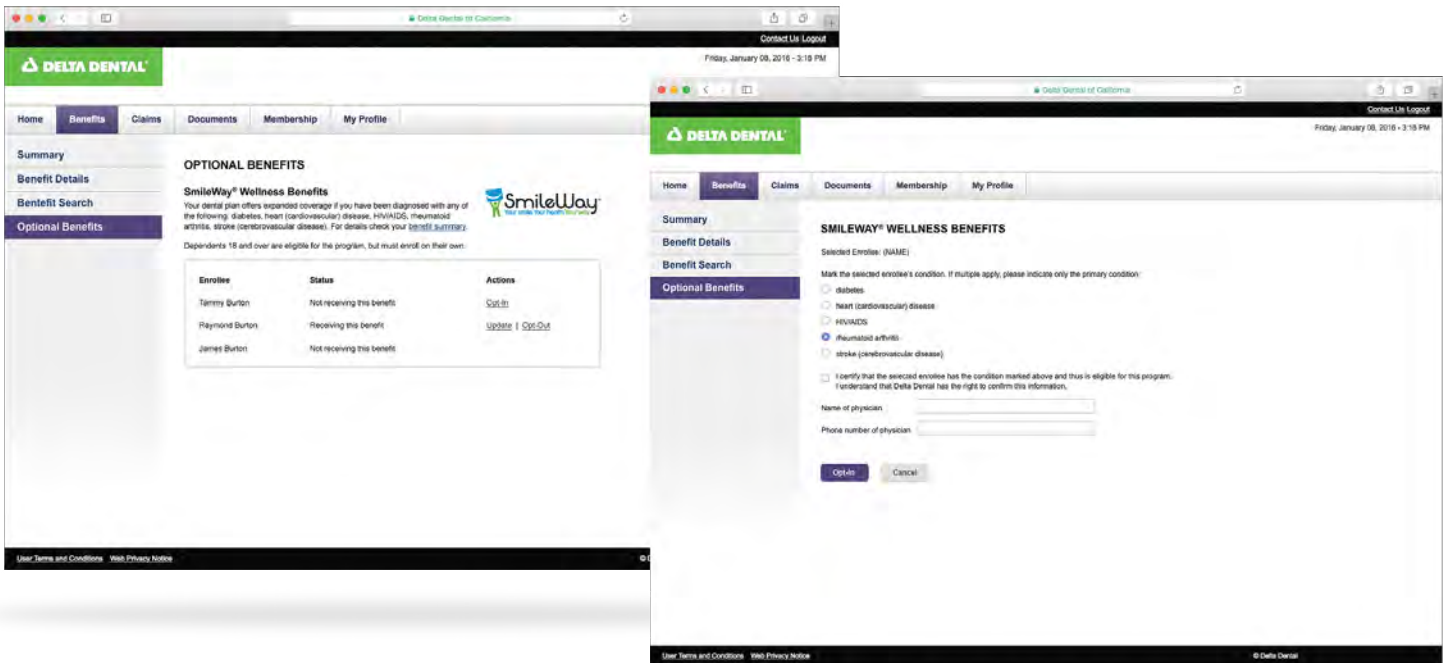 Delta Dental of California
Contact Us Logout
Friday, January 08, 2016 - 3:16 PM
DELTA DENTAL
Home Benefits Claims Documents Membership My Profile
Summary
Benefit Details
Bentefit Search
Optional Benefits
OPTIONAL BENEFITS
SmileWay® Wellness Benefits
Your dental plan offers expanded coverage if you have been diagnosed with any of
the following: diabetes, heart (cardiovascular) disease, HIV/AIDS, rheumatoid
arthritis, stroke (cerebrovascular disease). For details check your benefit summary.
Dependents 18 and over are eligible for the program, but must enroll on their own.
SmileWay
Your smile. Your health. Your way.
Enrollee Status Actions
Tammy Burton Not receiving this benefit Opt-In
Raymond Burton Receiving this benefit Update | Opt-Out
James Burton Not receiving this benefit
User Terms and Conditions Web Privacy Notice
Delta Dental of California
Contact Us Logout
Friday, January 08, 2016 - 3:16 PM
DELTA DENTAL
Home Benefits Claims Documents Membership My Profile
Summary
Benefit Details
Benefit Search
Optional Benefits
SMILEWAY® WELLNESS BENEFITS
Selected Enrollee: (NAME)
Mark the selected enrollee's condition. If multiple apply, please indicate only the primary condition:
diabetes
heart (cardiovascular) disease
HIV/AIDS
rheumatoid arthritis
stroke (cerebrovascular disease)
I certify that the selected enrollee has the condition marked above and thus is eligible for this program.
I understand that Delta Dental has the right to confirm this information.
Name of physician
Phone number of physician
Opt-In Cancel
User Terms and Conditions Web Privacy Notice © Delta Dental